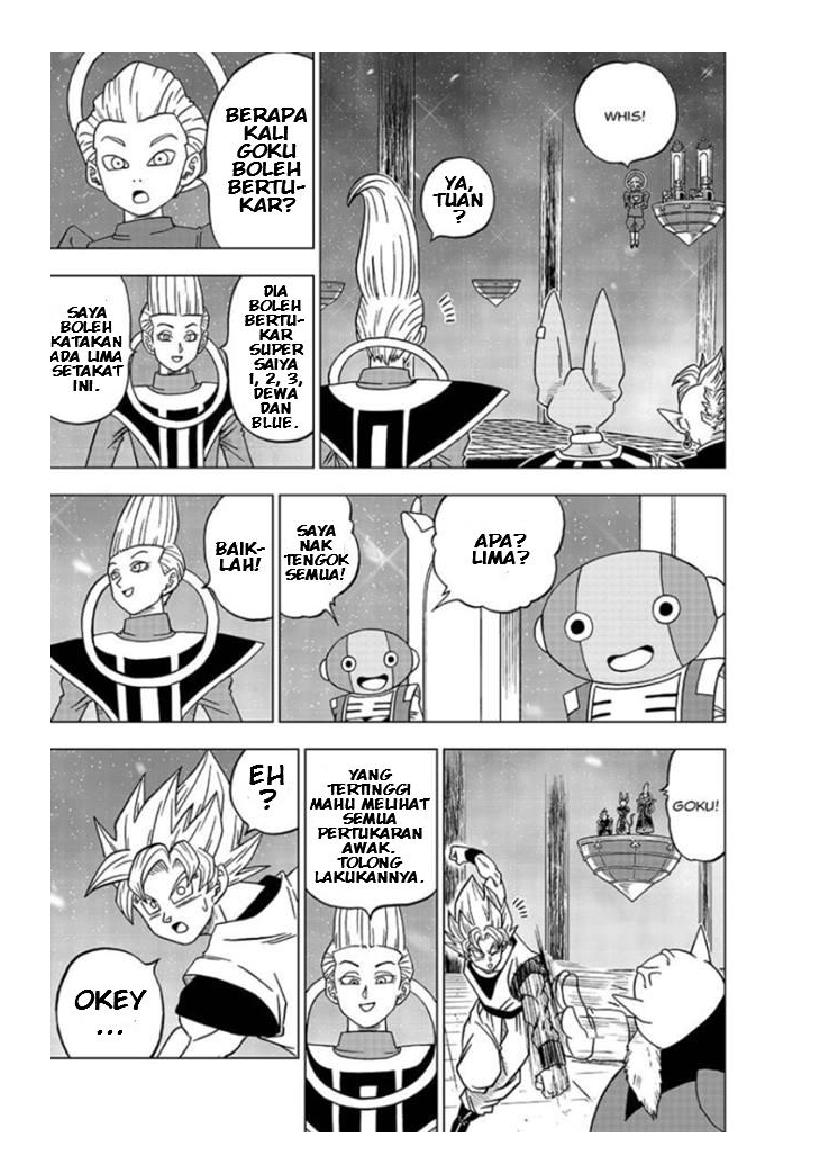 WHIS!
YA,
TUAN
?
BERAPA
KALI
GOKU
BOLEH
BERTU-
KAR?
DIA
BOLEH
BERTU-
KAR
SUPER
SAIYA
1, 2, 3,
DEWA
DAN
BLUE.
SAYA
BOLEH
KATAKAN
ADA LIMA
SETAKAT
INI.
APA?
LIMA?
SAYA
NAK
TENGOK
SEMUA!
BAIK-
LAH!
GOKU!
YANG
TERTINGGI
MAHU MELIHAT
SEMUA
PERTUKARAN
AWAK.
TOLONG
LAKUKANNYA.
EH
?
OKEY
...